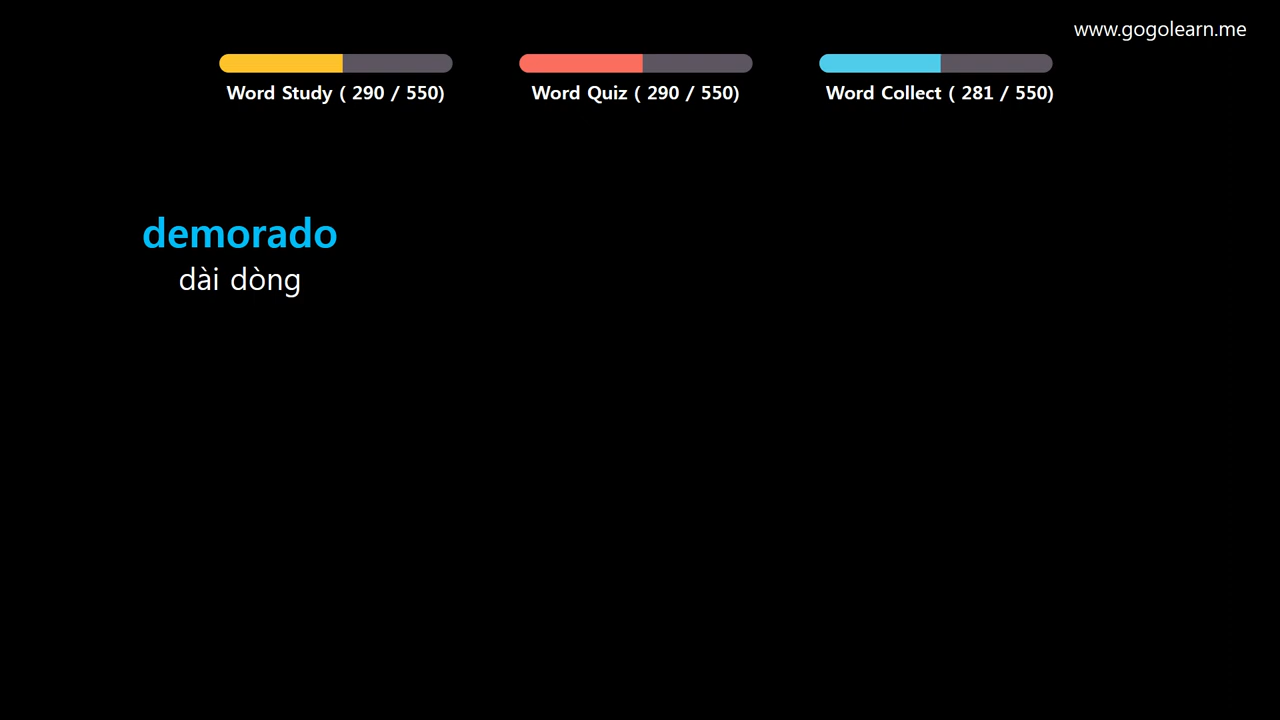 www.gogolearn.me
Word Study ( 290 / 550)
Word Quiz ( 290 / 550)
Word Collect ( 281 / 550)
demorado
dài dòng